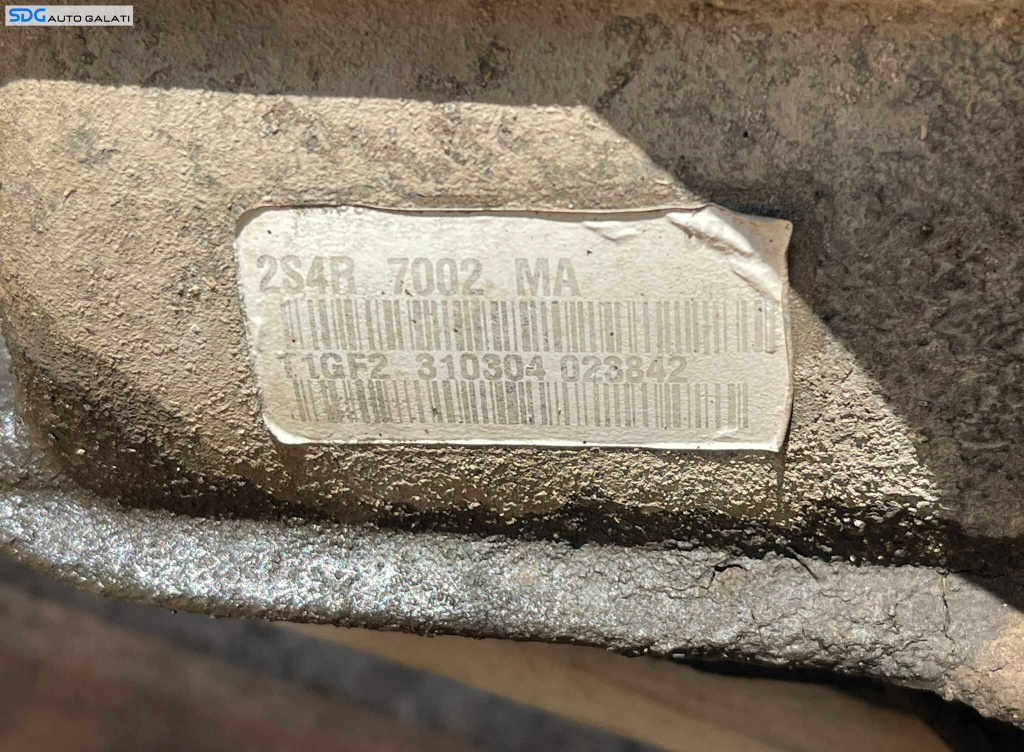 SDG AUTO GALATI
2S4R 7002 MA
T1GF2 310304 023842